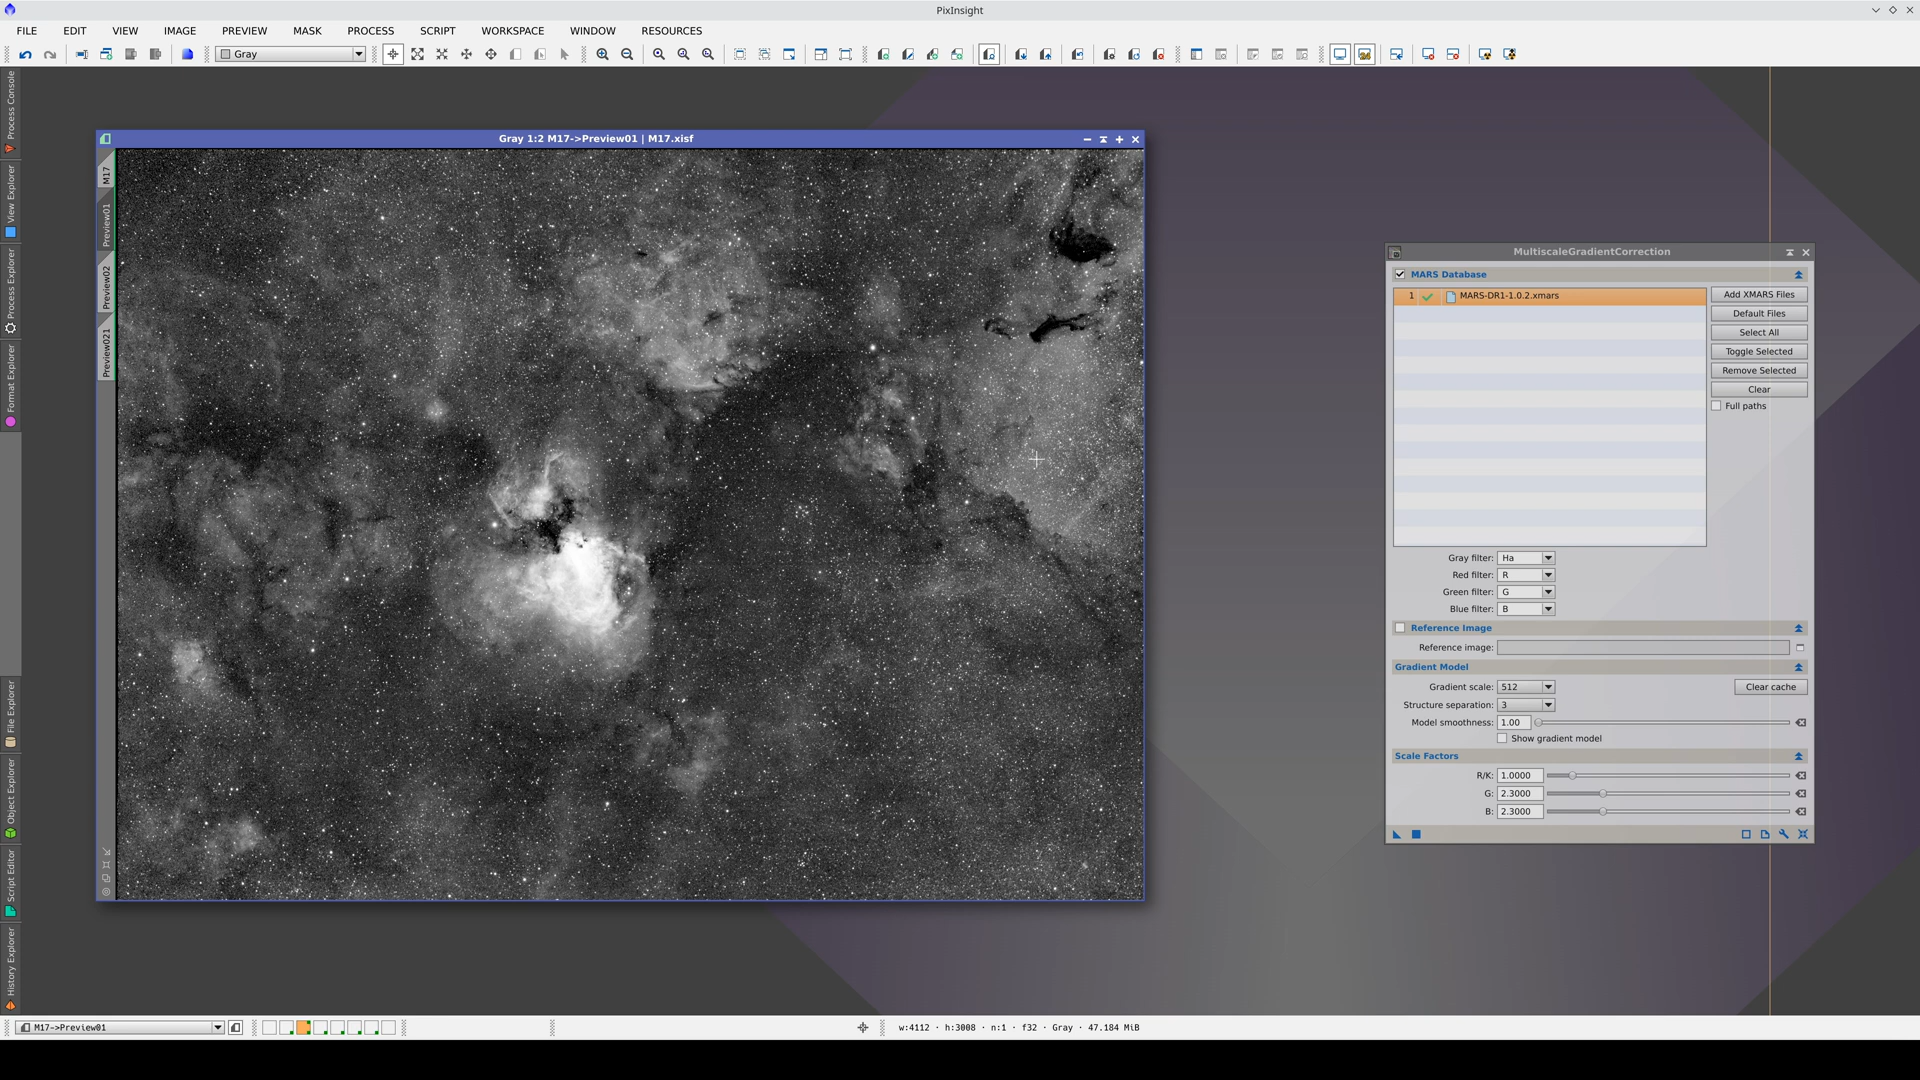 PixInsight
FILE EDIT VIEW IMAGE PREVIEW MASK PROCESS SCRIPT WORKSPACE WINDOW RESOURCES
Gray
Process Console
View Explorer
Process Explorer
Format Explorer
File Explorer
Object Explorer
Script Editor
History Explorer
Gray 1:2 M17->Preview01 | M17.xisf
M17
Preview01
Preview02
Preview021
MultiscaleGradientCorrection
MARS Database
1 MARS-DR1-1.0.2.xmars
Add XMARS Files
Default Files
Select All
Toggle Selected
Remove Selected
Clear
Full paths
Gray filter: Ha
Red filter: R
Green filter: G
Blue filter: B
Reference Image
Reference image:
Gradient Model
Gradient scale: 512 Clear cache
Structure separation: 3
Model smoothness: 1.00
Show gradient model
Scale Factors
R/K: 1.0000
G: 2.3000
B: 2.3000
M17->Preview01
w:4112 · h:3008 · n:1 · f32 · Gray · 47.184 MiB